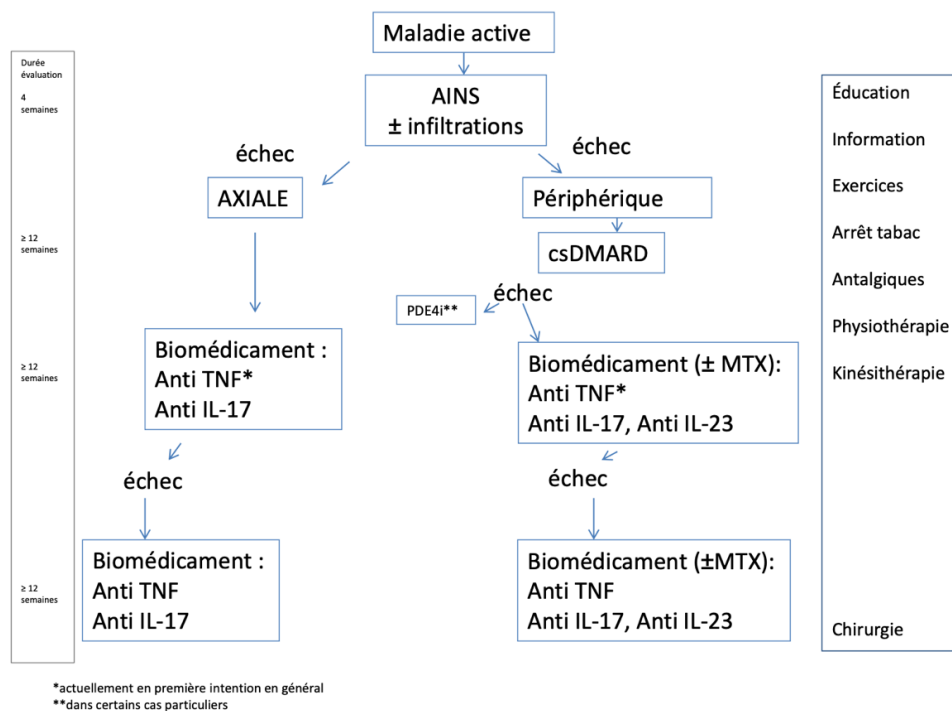 Maladie active
Durée
évaluation
4
semaines
AINS
± infiltrations
échec
échec
AXIALE
Périphérique
≥ 12
semaines
csDMARD
échec
PDE4i**
≥ 12
semaines
Biomédicament :
Anti TNF*
Anti IL-17
Biomédicament (± MTX):
Anti TNF*
Anti IL-17, Anti IL-23
échec
échec
≥ 12
semaines
Biomédicament :
Anti TNF
Anti IL-17
Biomédicament (±MTX):
Anti TNF
Anti IL-17, Anti IL-23
Éducation
Information
Exercices
Arrêt tabac
Antalgiques
Physiothérapie
Kinésithérapie
Chirurgie
*actuellement en première intention en général
**dans certains cas particuliers